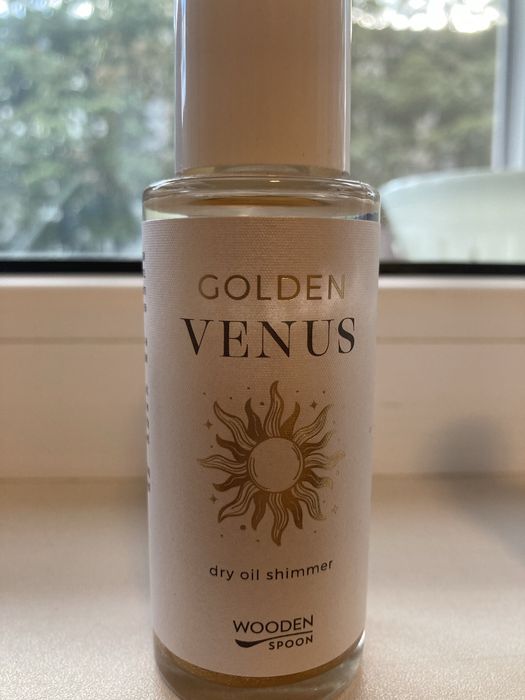 GOLDEN
VENUS
dry oil shimmer
WOODEN
SPOON